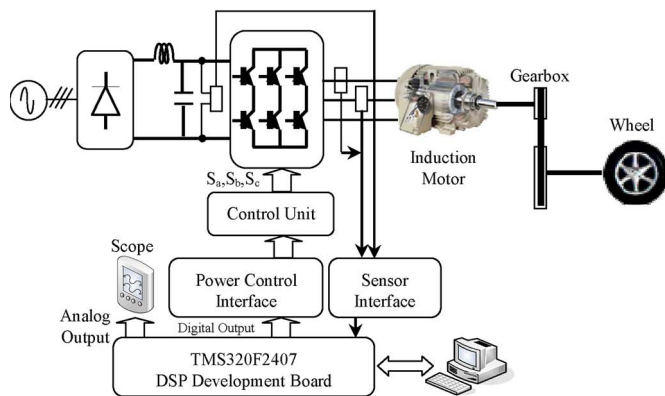 Gearbox
Wheel
Induction
Motor
Sa,Sb,Sc
Control Unit
Scope
Power Control
Interface
Sensor
Interface
Analog
Output
Digital Output
TMS320F2407
DSP Development Board